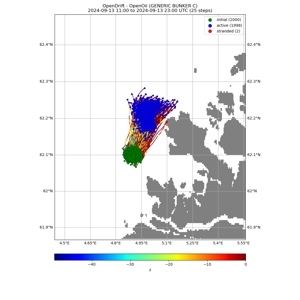 OpenDrift - OpenOil (GENERIC BUNKER C)
2024-09-13 11:00 to 2024-09-13 23:00 UTC (25 steps)
initial (2000)
active (1998)
stranded (2)
62.4°N 62.4°N
62.3°N 62.3°N
62.2°N 62.2°N
62.1°N 62.1°N
62°N 62°N
61.9°N 61.9°N
4.5°E 4.65°E 4.8°E 4.95°E 5.1°E 5.25°E 5.4°E 5.55°E
−40 −30 −20 −10 0
z